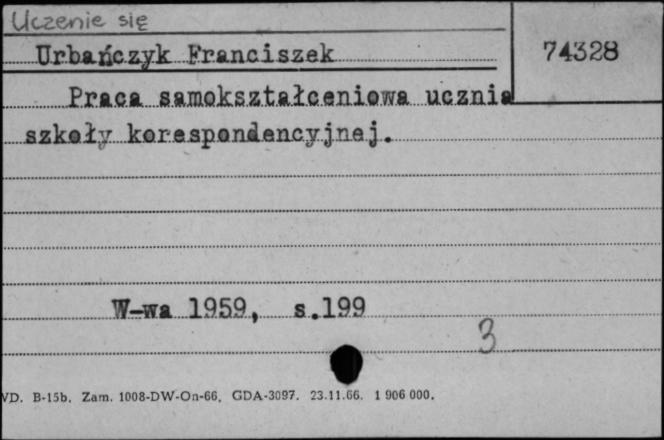 Uczenie się
Urbańczyk Franciszek
74328
Praca samokształceniowa ucznia
szkoły korespondencyjnej.
W-wa 1959, s.199
3
VD. B-15b. Zam. 1008-DW-On-66. GDA-3097. 23.11.66. 1 906 000.